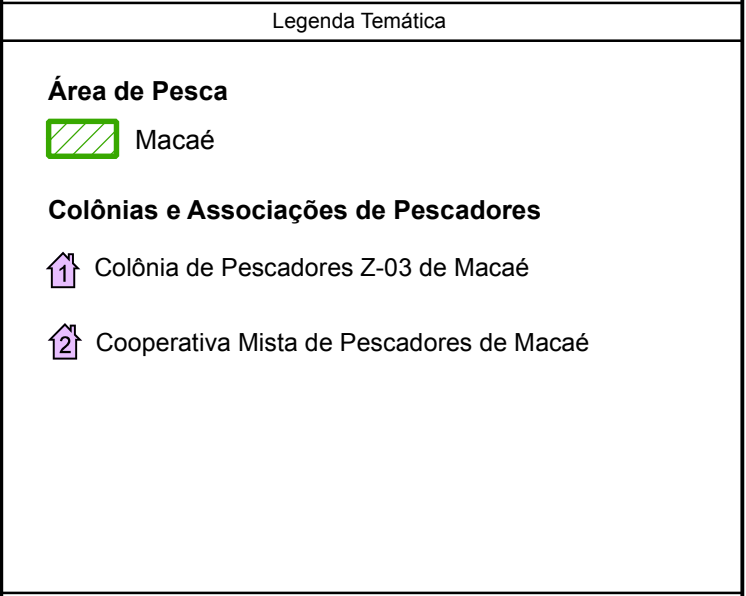 Legenda Temática
Área de Pesca
Macaé
Colônias e Associações de Pescadores
1 Colônia de Pescadores Z-03 de Macaé
2 Cooperativa Mista de Pescadores de Macaé